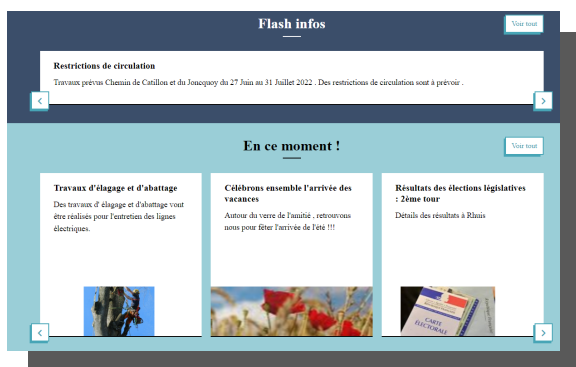 Flash infos
Voir tout
Restrictions de circulation
Travaux prévus Chemin de Catillon et du Joncquoy du 27 Juin au 31 Juillet 2022 . Des restrictions de circulation sont à prévoir .
En ce moment !
Voir tout
Travaux d'élagage et d'abattage
Des travaux d' élagage et d'abattage vont
être réalisés pour l'entretien des lignes
électriques.
Célébrons ensemble l'arrivée des
vacances
Autour du verre de l'amitié , retrouvons
nous pour fêter l'arrivée de l'été !!!
Résultats des élections législatives
: 2ème tour
Détails des résultats à Rhuis
CARTE
ÉLECTORALE